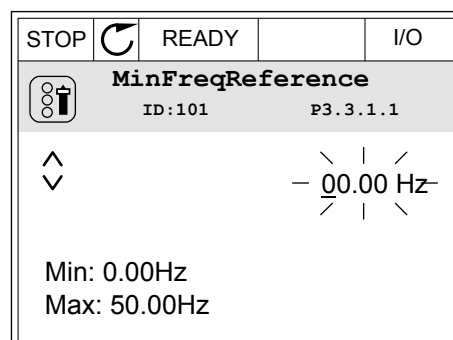 STOP READY I/O
MinFreqReference
ID:101 P3.3.1.1
00.00 Hz
Min: 0.00Hz
Max: 50.00Hz